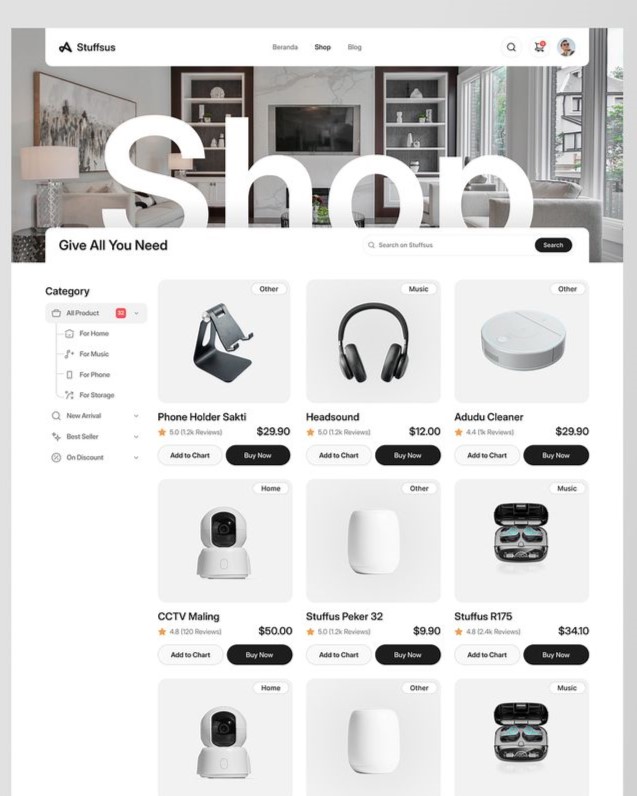 Stuffsus
Beranda Shop Blog
Shop
Give All You Need
Search on Stuffsus
Search
Category
All Product 32
For Home
For Music
For Phone
For Storage
New Arrival
Best Seller
On Discount
Other
Phone Holder Sakti
5.0 (1.2k Reviews) $29.90
Add to Chart Buy Now
Music
Headsound
5.0 (1.2k Reviews) $12.00
Add to Chart Buy Now
Other
Adudu Cleaner
4.4 (1k Reviews) $29.90
Add to Chart Buy Now
Home
CCTV Maling
4.8 (120 Reviews) $50.00
Add to Chart Buy Now
Other
Stuffus Peker 32
5.0 (1.2k Reviews) $9.90
Add to Chart Buy Now
Music
Stuffus R175
4.8 (2.4k Reviews) $34.10
Add to Chart Buy Now
Home
Other
Music